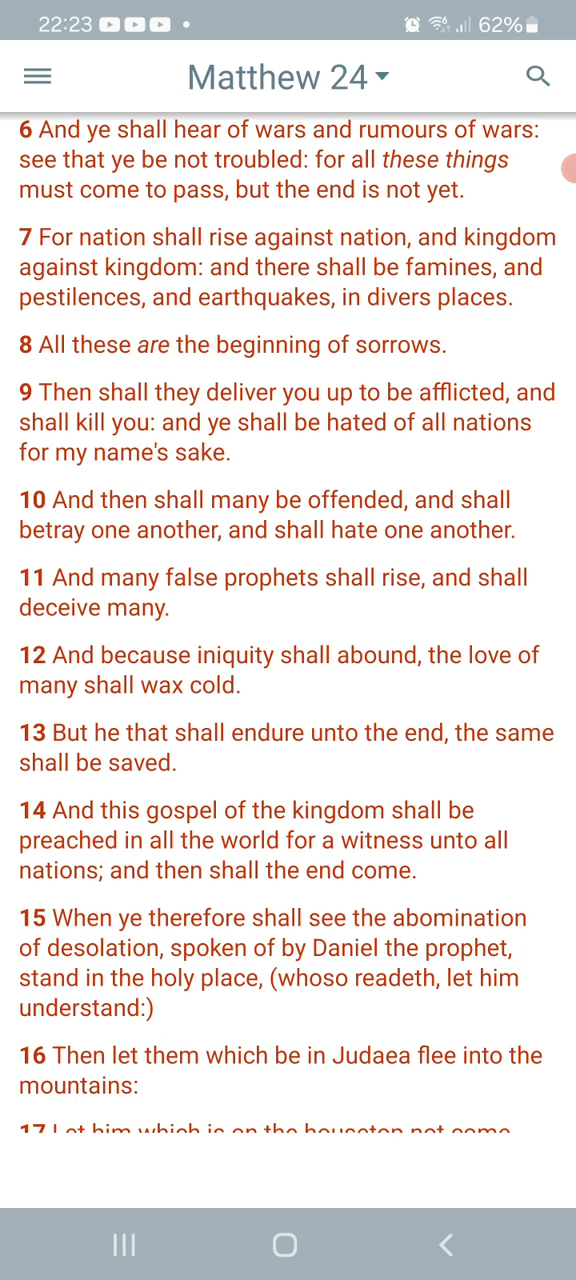 22:23
62%
Matthew 24
6 And ye shall hear of wars and rumours of wars:
see that ye be not troubled: for all these things
must come to pass, but the end is not yet.
7 For nation shall rise against nation, and kingdom
against kingdom: and there shall be famines, and
pestilences, and earthquakes, in divers places.
8 All these are the beginning of sorrows.
9 Then shall they deliver you up to be afflicted, and
shall kill you: and ye shall be hated of all nations
for my name's sake.
10 And then shall many be offended, and shall
betray one another, and shall hate one another.
11 And many false prophets shall rise, and shall
deceive many.
12 And because iniquity shall abound, the love of
many shall wax cold.
13 But he that shall endure unto the end, the same
shall be saved.
14 And this gospel of the kingdom shall be
preached in all the world for a witness unto all
nations; and then shall the end come.
15 When ye therefore shall see the abomination
of desolation, spoken of by Daniel the prophet,
stand in the holy place, (whoso readeth, let him
understand:)
16 Then let them which be in Judaea flee into the
mountains:
17 Let him which is on the housetop not come